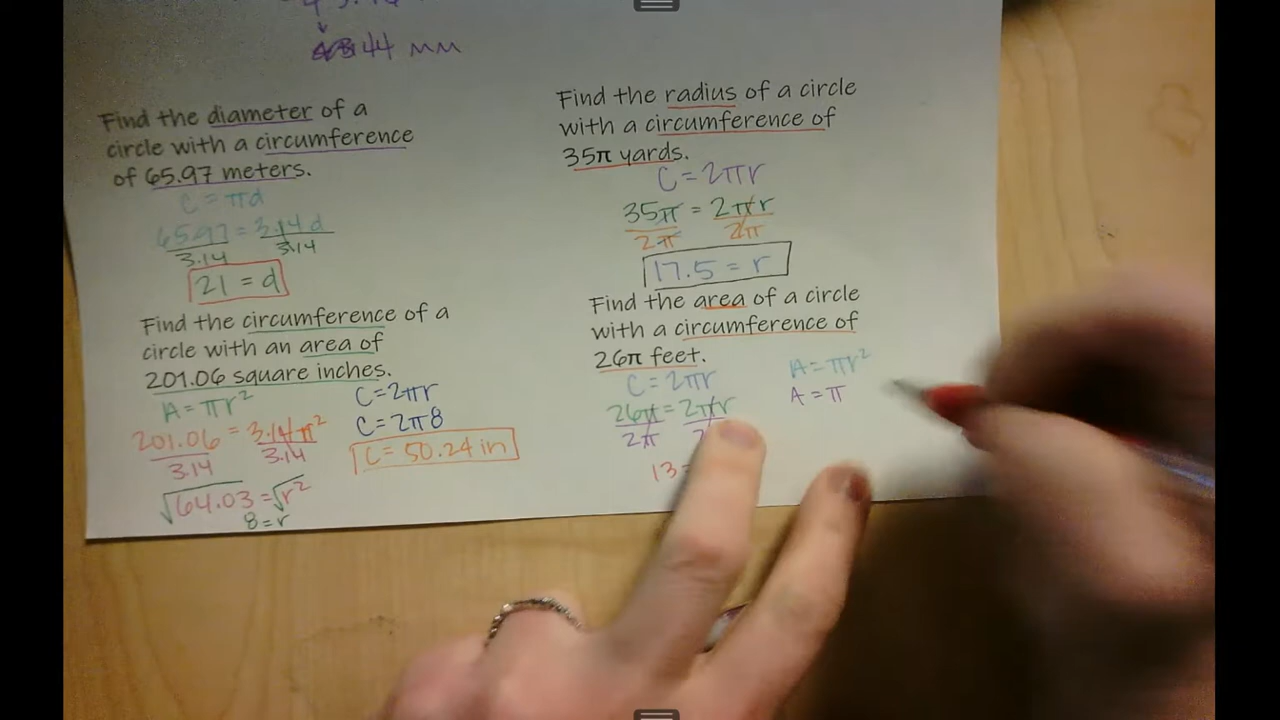 44 mm
Find the diameter of a
circle with a circumference
of 65.97 meters.
C = πd
65.97 = 3.14d
3.14 3.14
21 = d
Find the radius of a circle
with a circumference of
35π yards.
C = 2πr
35π = 2πr
2π 2π
17.5 = r
Find the circumference of a
circle with an area of
201.06 square inches.
A = πr²
201.06 = 3.14 r²
3.14 3.14
√64.03 = √r²
8 = r
C = 2πr
C = 2π8
C = 50.24 in
Find the area of a circle
with a circumference of
26π feet.
C = 2πr
26π = 2πr
2π 2
13 =
A = πr²
A = π